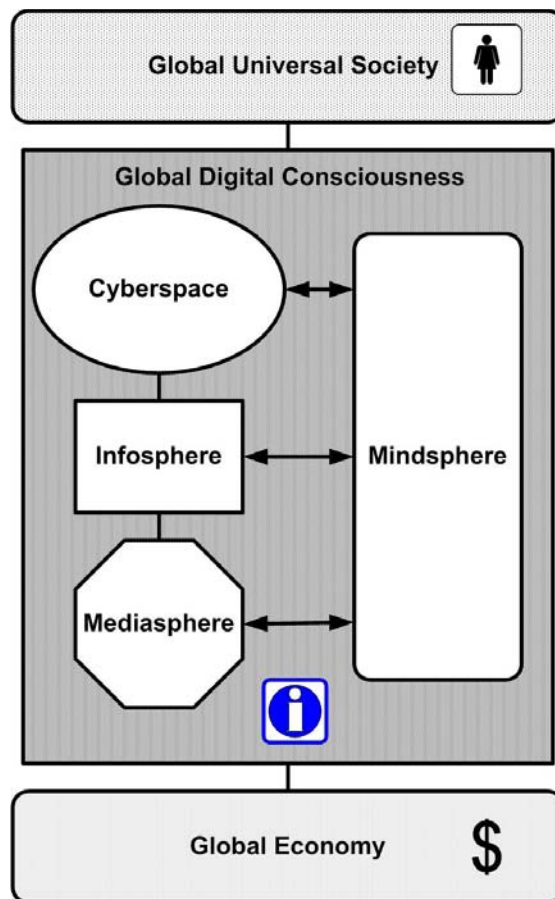 Global Universal Society
Global Digital Consciousness
Cyberspace
Infosphere
Mindsphere
Mediasphere
i
Global Economy
$